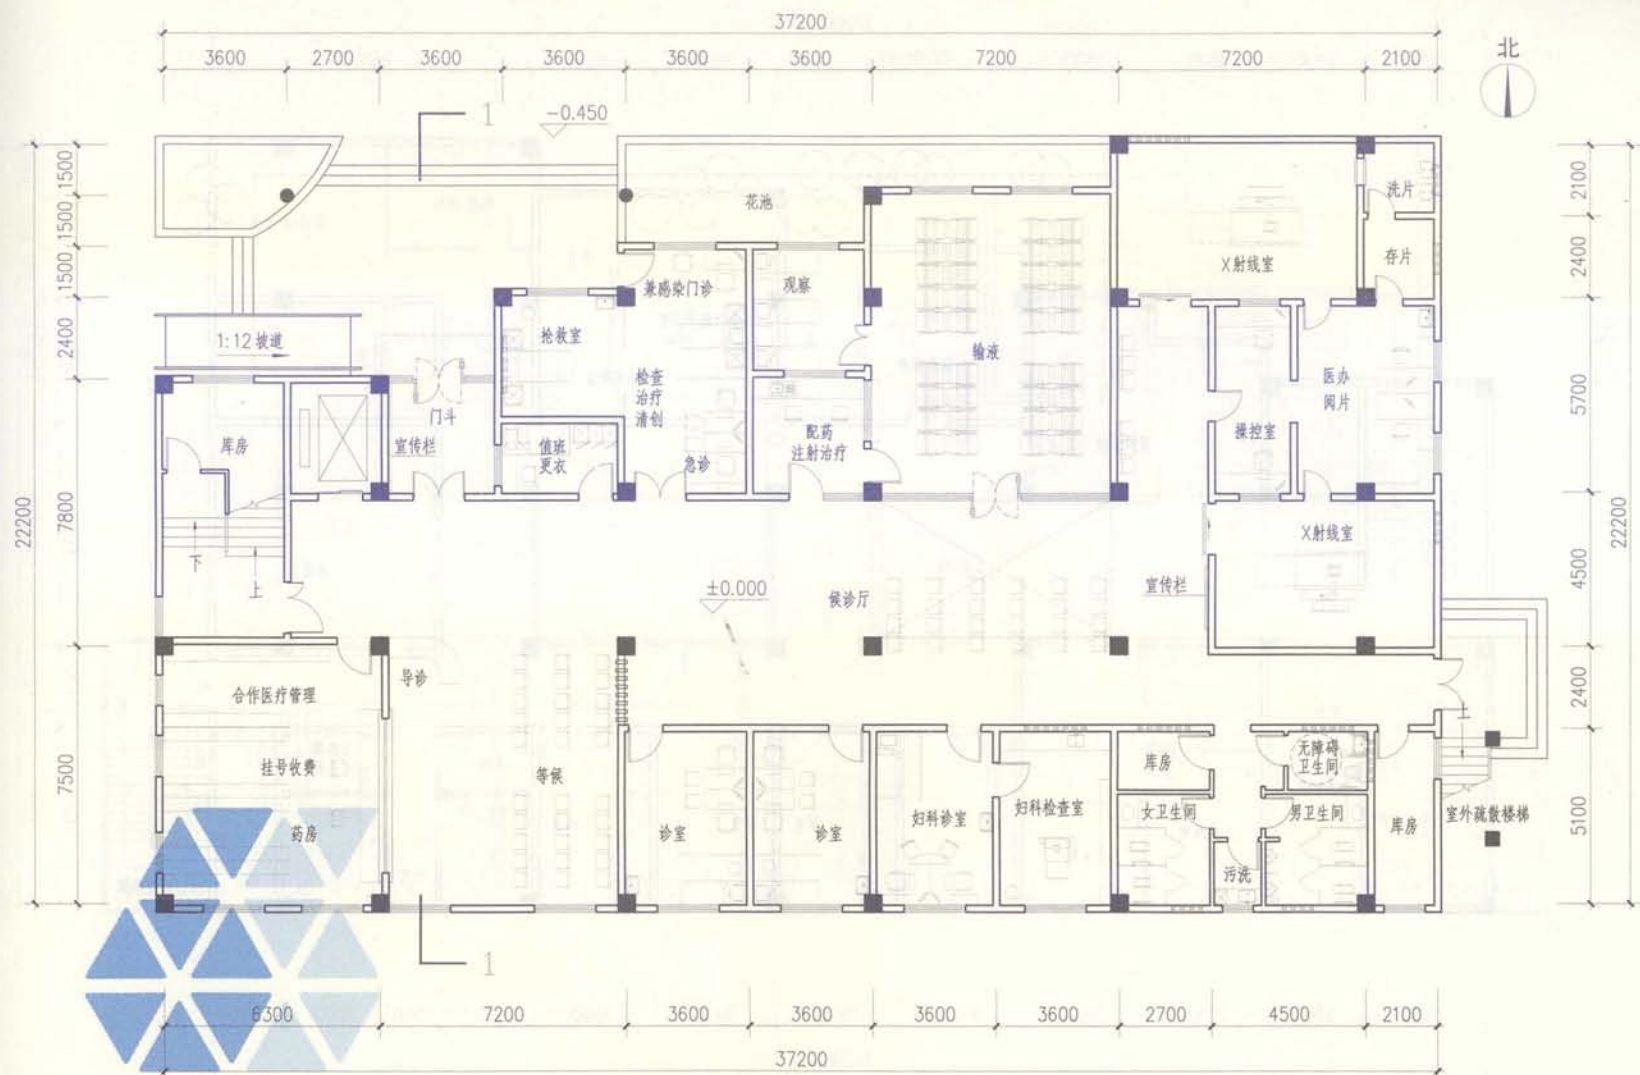 37200
3600 2700 3600 3600 3600 3600 7200 7200 2100
北
1
-0.450
1500
1500
1500
2400
7800
7500
22200
2100
2400
5700
4500
2400
5100
22200
花池
洗片
存片
X射线室
兼感染门诊
观察
抢救室
1:12坡道
输液
检查
治疗
清创
医办
阅片
门斗
宣传栏
库房
值班
更衣
急诊
配药
注射治疗
操控室
X射线室
下
上
±0.000
候诊厅
宣传栏
导诊
合作医疗管理
挂号收费
药房
等候
诊室
诊室
妇科诊室
妇科检查室
库房
无障碍
卫生间
女卫生间
男卫生间
污洗
库房
上
室外疏散楼梯
1
6300 7200 3600 3600 3600 3600 2700 4500 2100
37200